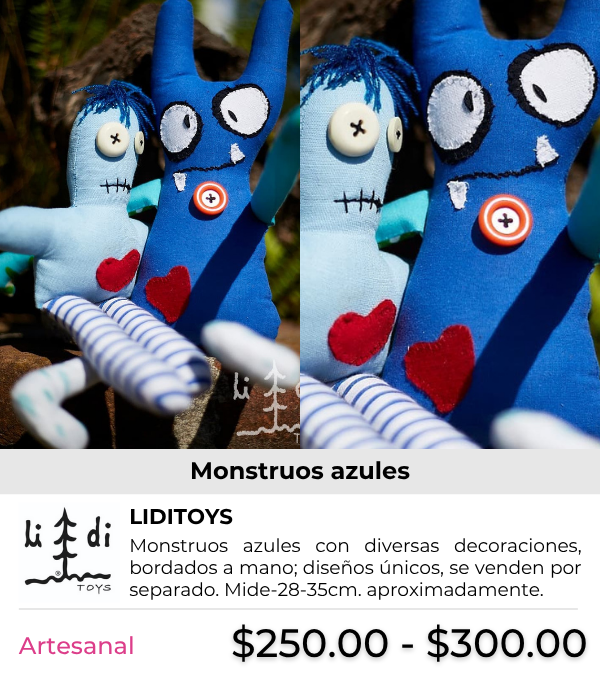 li
T
Monstruos azules
li di
®
TOYS
LIDITOYS
Monstruos azules con diversas decoraciones,
bordados a mano; diseños únicos, se venden por
separado. Mide-28-35cm. aproximadamente.
Artesanal
$250.00 - $300.00